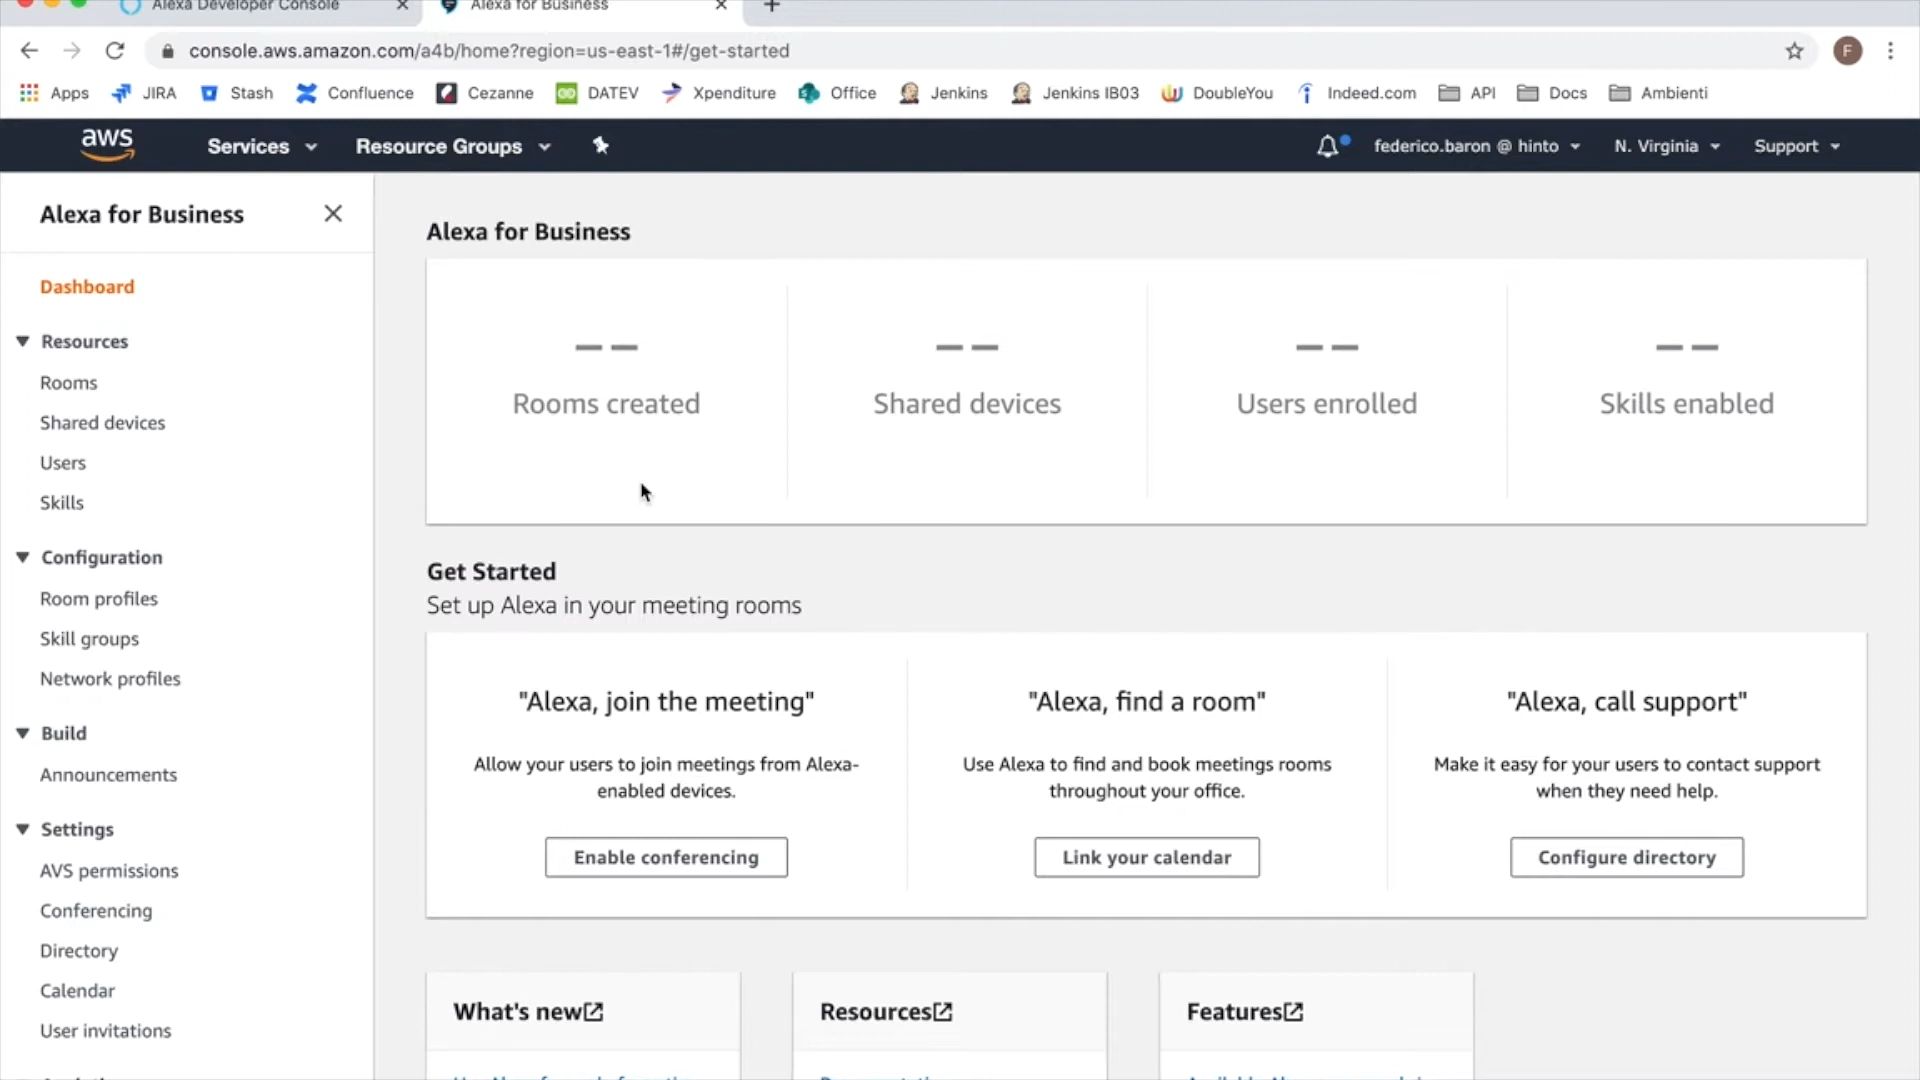 Alexa Developer Console
Alexa for Business
console.aws.amazon.com/a4b/home?region=us-east-1#/get-started
F
Apps JIRA Stash Confluence Cezanne DATEV Xpenditure Office Jenkins Jenkins IB03 DoubleYou Indeed.com API Docs Ambienti
aws Services Resource Groups federico.baron @ hinto N. Virginia Support
Alexa for Business
Dashboard
Resources
Rooms
Shared devices
Users
Skills
Configuration
Room profiles
Skill groups
Network profiles
Build
Announcements
Settings
AVS permissions
Conferencing
Directory
Calendar
User invitations
Alexa for Business
Rooms created
Shared devices
Users enrolled
Skills enabled
Get Started
Set up Alexa in your meeting rooms
"Alexa, join the meeting"
Allow your users to join meetings from Alexa-
enabled devices.
Enable conferencing
"Alexa, find a room"
Use Alexa to find and book meetings rooms
throughout your office.
Link your calendar
"Alexa, call support"
Make it easy for your users to contact support
when they need help.
Configure directory
What's new
Resources
Features